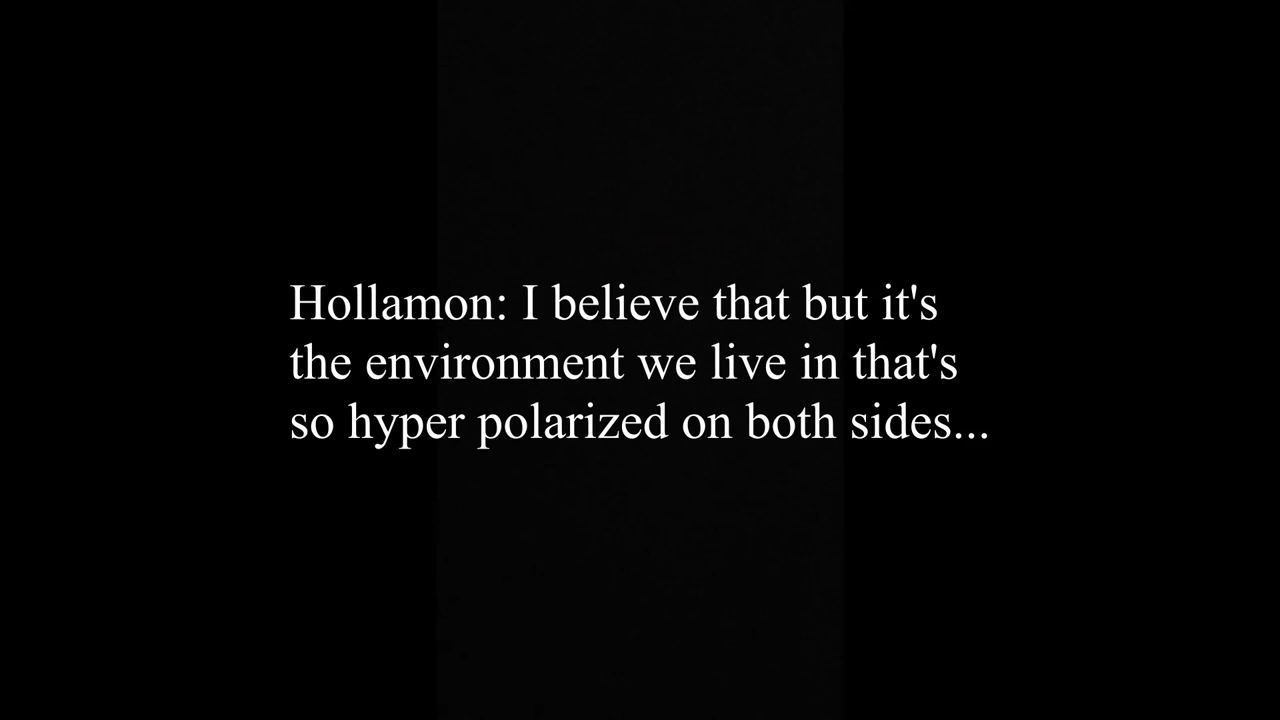 Hollamon: I believe that but it's
the environment we live in that's
so hyper polarized on both sides...